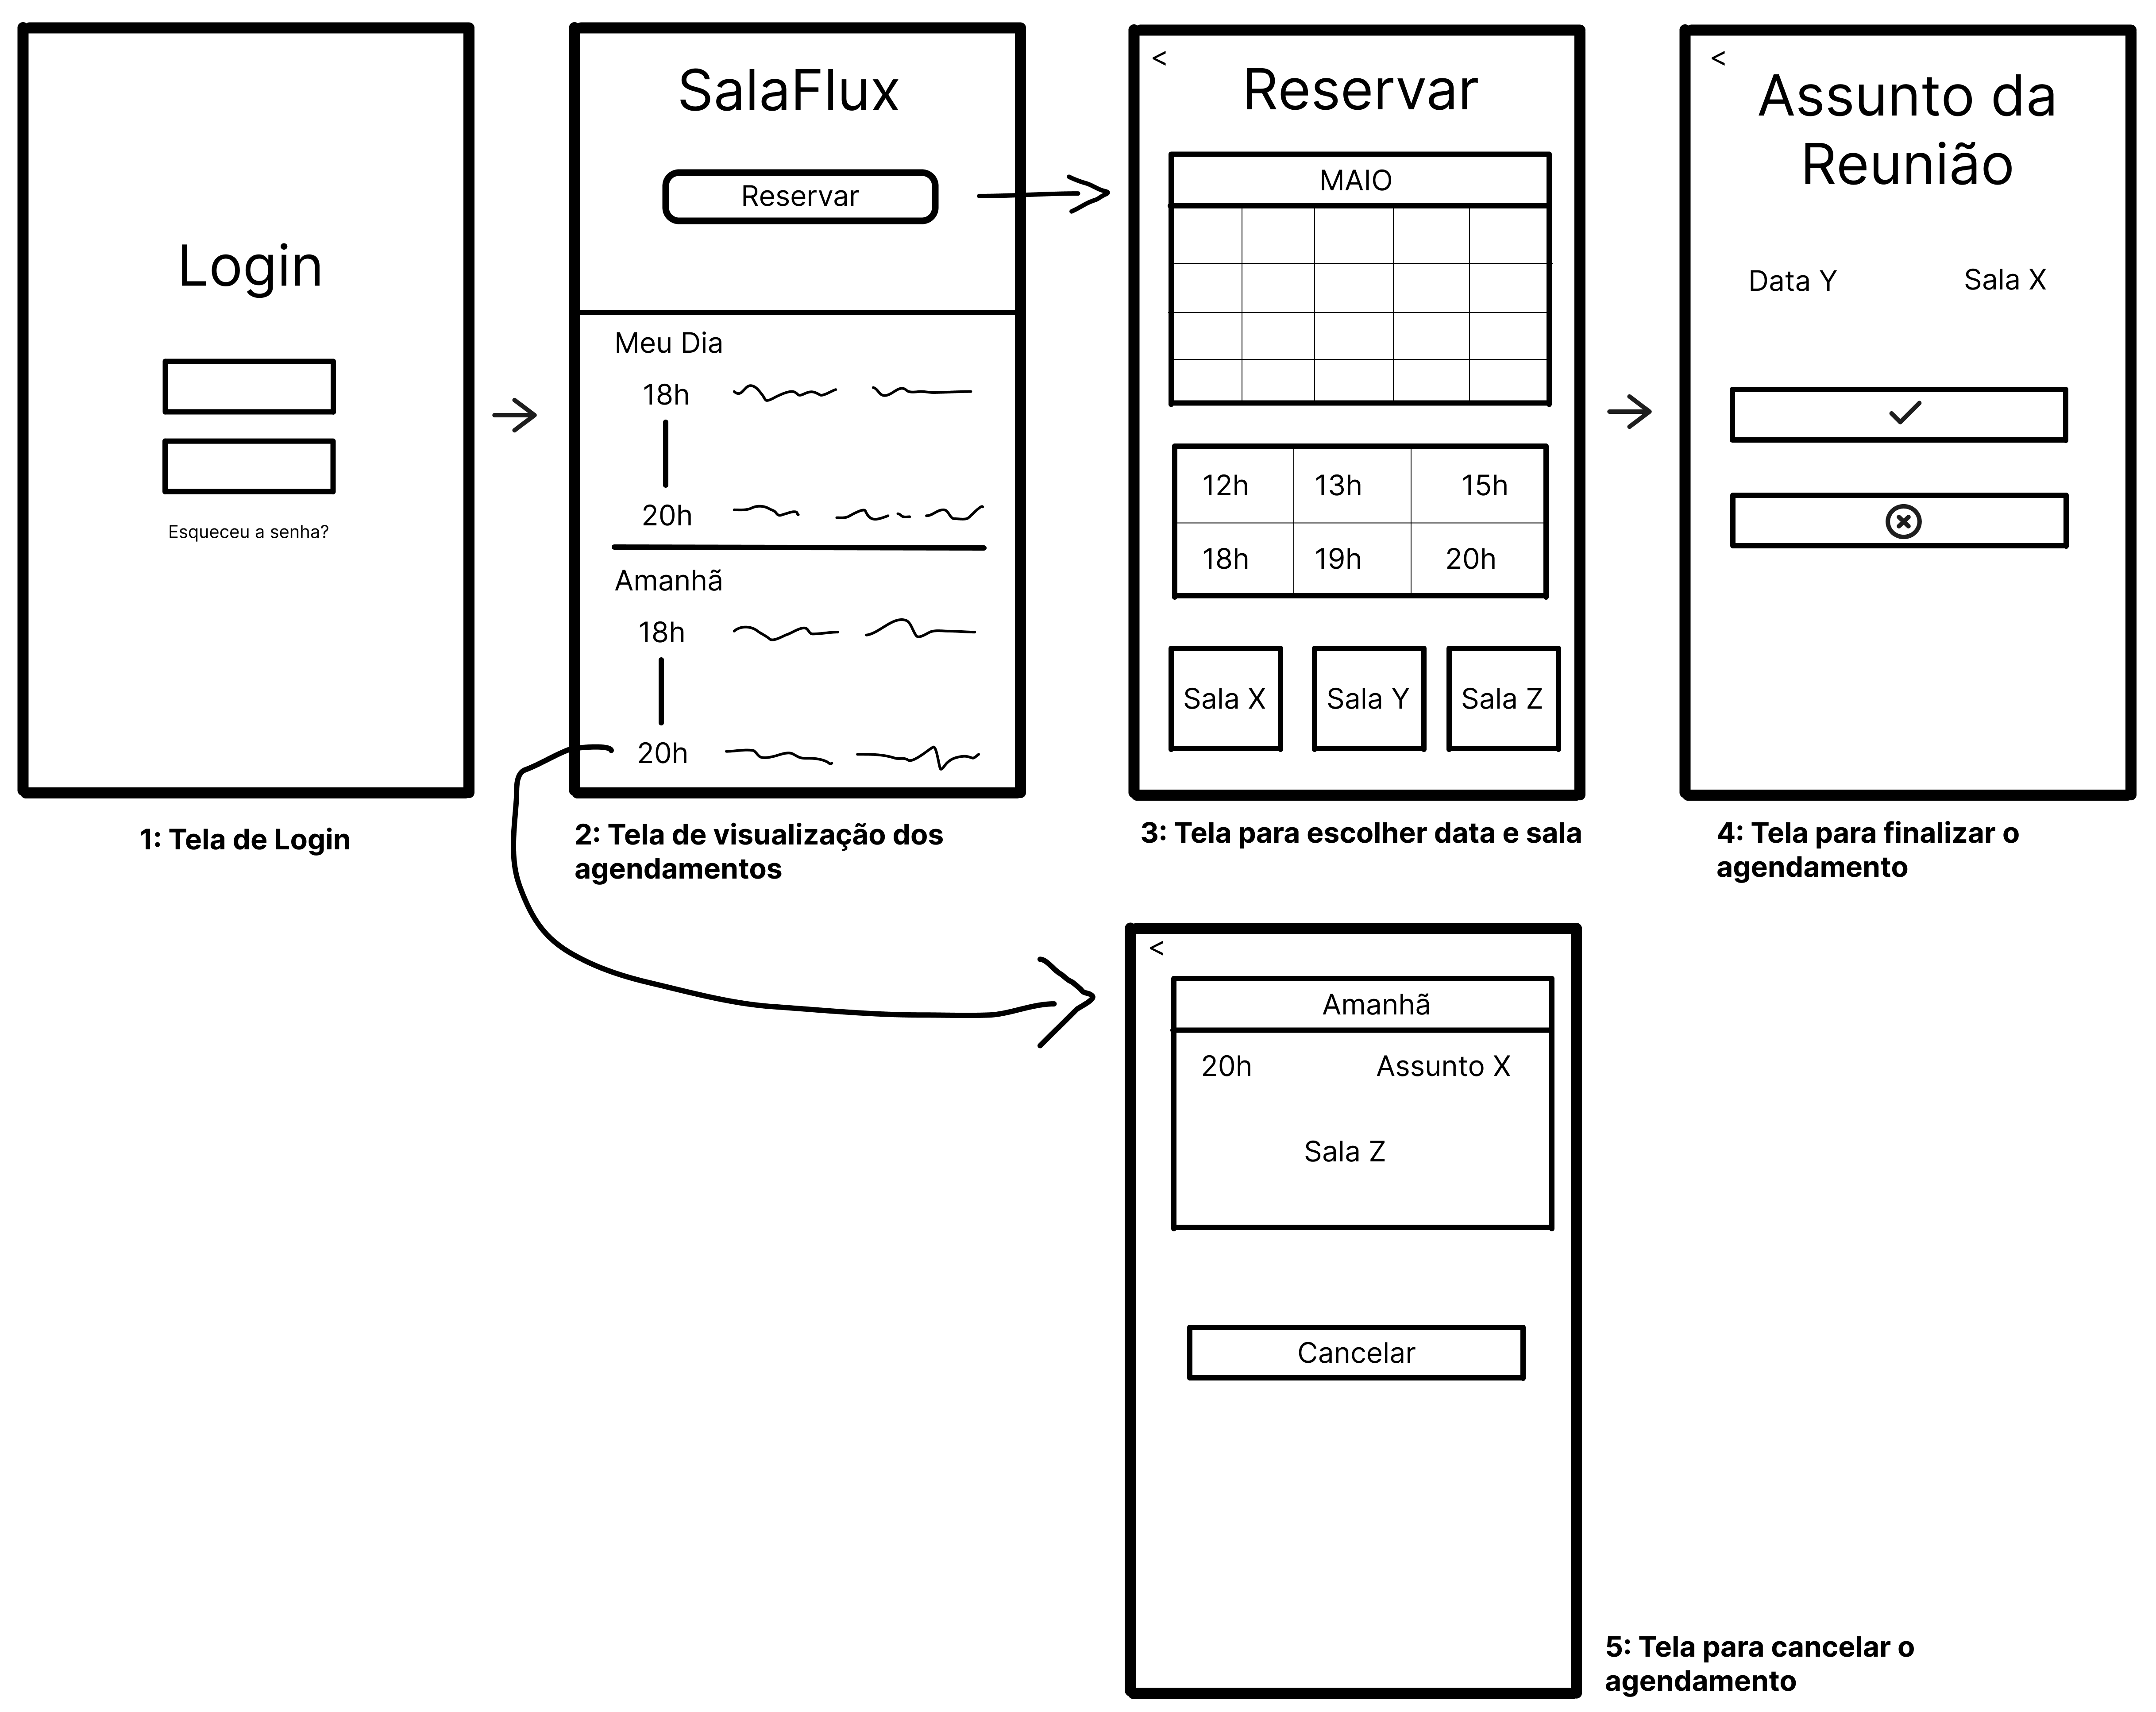 Login
Esqueceu a senha?
1: Tela de Login
SalaFlux
Reservar
Meu Dia
18h
20h
Amanhã
18h
20h
2: Tela de visualização dos
agendamentos
<
Reservar
MAIO
12h 13h 15h
18h 19h 20h
Sala X Sala Y Sala Z
3: Tela para escolher data e sala
<
Assunto da
Reunião
Data Y Sala X
4: Tela para finalizar o
agendamento
<
Amanhã
20h Assunto X
Sala Z
Cancelar
5: Tela para cancelar o
agendamento